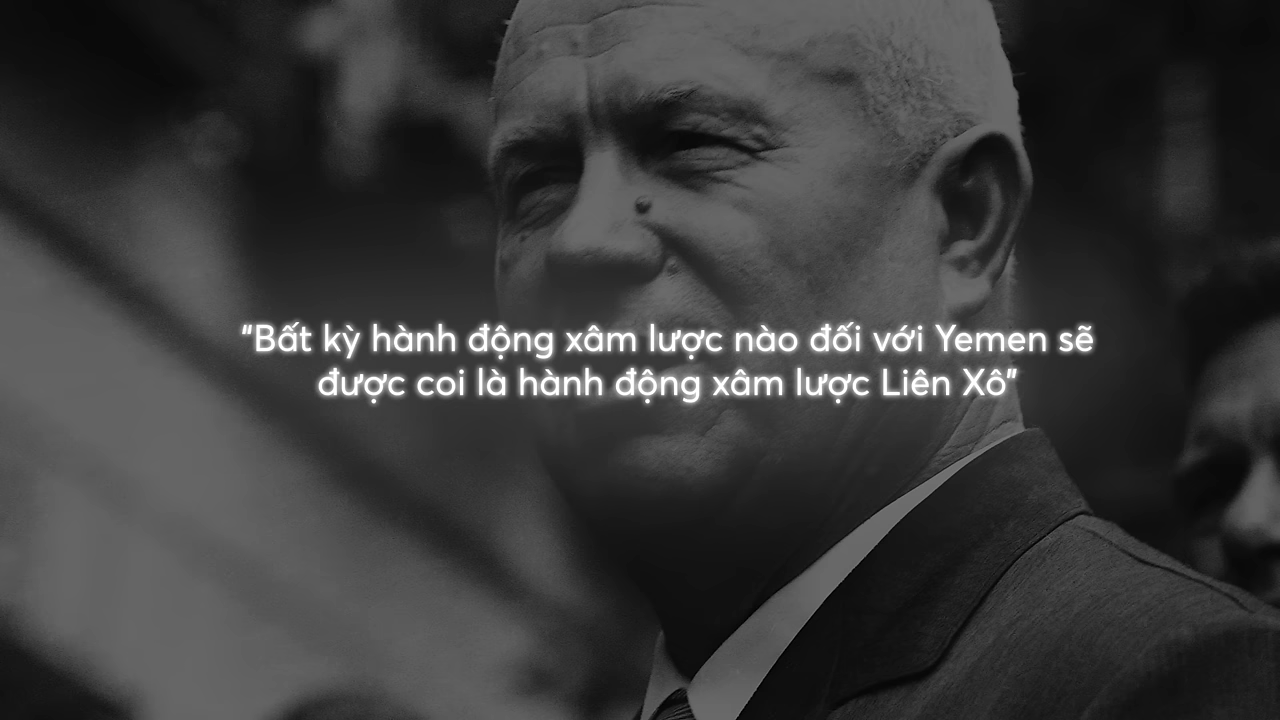 “Bất kỳ hành động xâm lược nào đối với Yemen sẽ
được coi là hành động xâm lược Liên Xô”